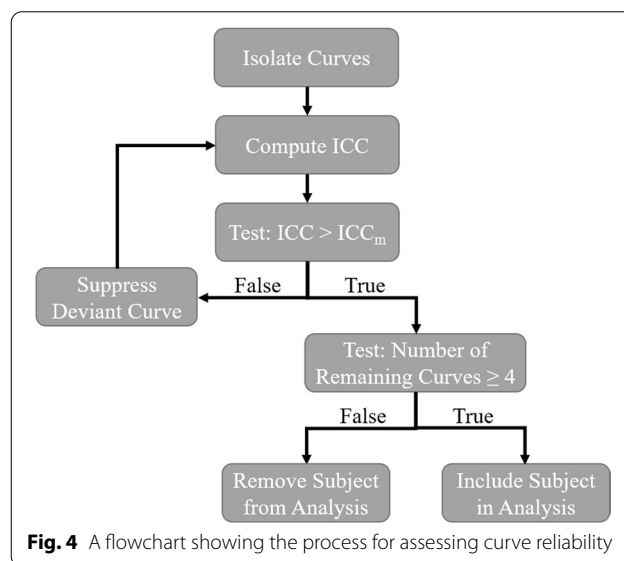 Isolate Curves
Compute ICC
Test: ICC > ICCm
False
True
Suppress
Deviant Curve
Test: Number of
Remaining Curves ≥ 4
False
True
Remove Subject
from Analysis
Include Subject
in Analysis
Fig. 4 A flowchart showing the process for assessing curve reliability